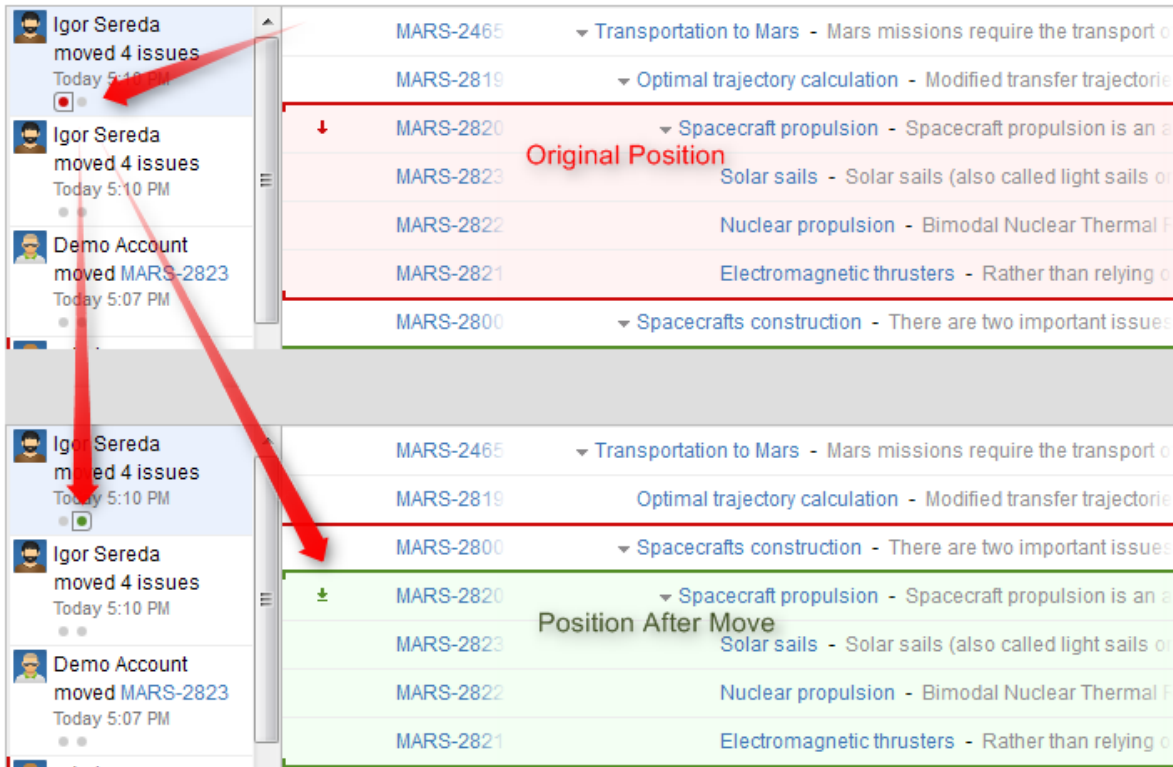 Igor Sereda
moved 4 issues
Today 5:10 PM
Igor Sereda
moved 4 issues
Today 5:10 PM
Demo Account
moved MARS-2823
Today 5:07 PM
MARS-2465 Transportation to Mars - Mars missions require the transport
MARS-2819 Optimal trajectory calculation - Modified transfer trajectorie
MARS-2820 Spacecraft propulsion - Spacecraft propulsion is an a
Original Position
MARS-2823 Solar sails - Solar sails (also called light sails or
MARS-2822 Nuclear propulsion - Bimodal Nuclear Thermal
MARS-2821 Electromagnetic thrusters - Rather than relying
MARS-2800 Spacecrafts construction - There are two important issues
Igor Sereda
moved 4 issues
Today 5:10 PM
Igor Sereda
moved 4 issues
Today 5:10 PM
Demo Account
moved MARS-2823
Today 5:07 PM
MARS-2465 Transportation to Mars - Mars missions require the transport
MARS-2819 Optimal trajectory calculation - Modified transfer trajectorie
MARS-2800 Spacecrafts construction - There are two important issues
MARS-2820 Spacecraft propulsion - Spacecraft propulsion is an a
Position After Move
MARS-2823 Solar sails - Solar sails (also called light sails or
MARS-2822 Nuclear propulsion - Bimodal Nuclear Thermal
MARS-2821 Electromagnetic thrusters - Rather than relying